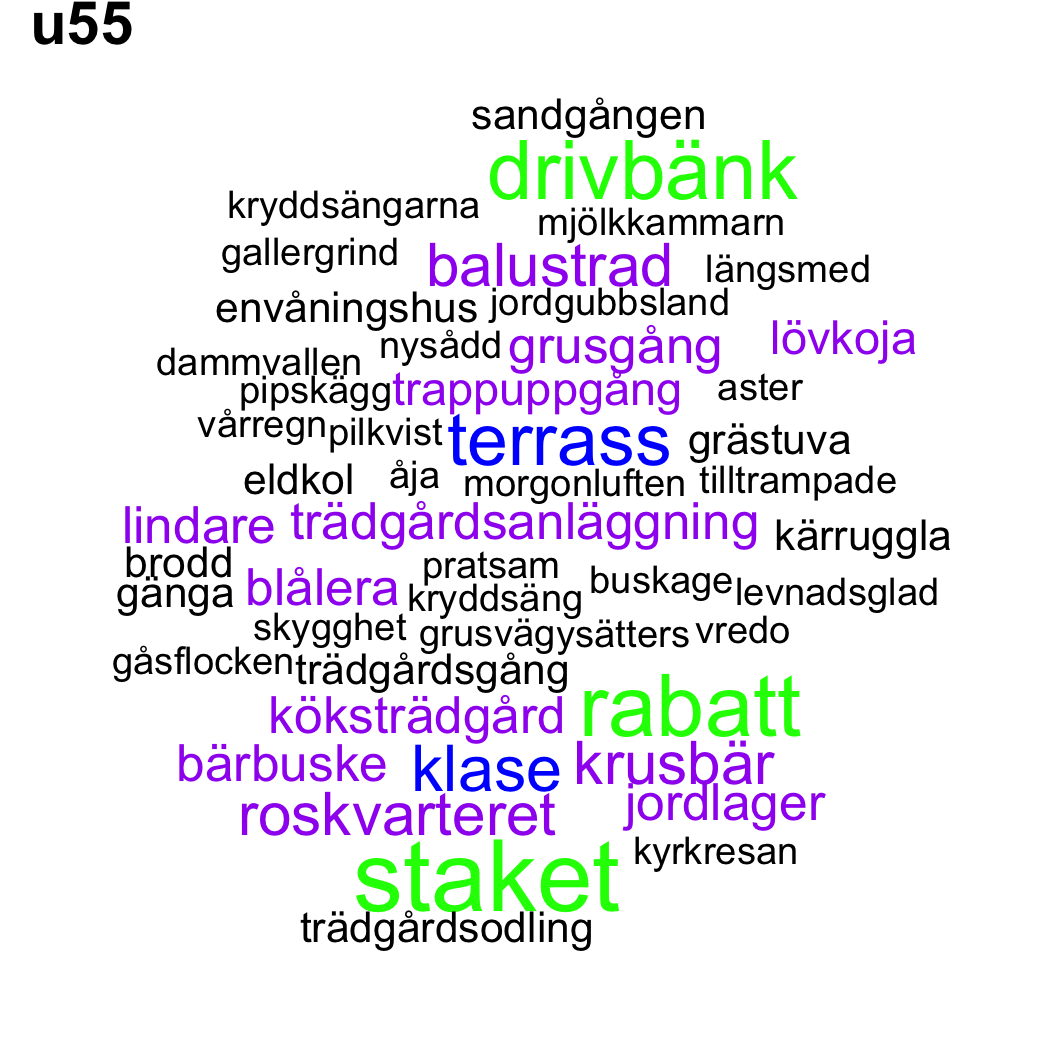 u55
sandgången
drivbänk
kryddsängarna
mjölkkammarn
gallergrind
balustrad
längsmed
envåningshus
jordgubbsland
lövkoja
nysådd
grusgång
dammvallen
pipskägg
trappuppgång
aster
vårregn
pilkvist
terrass
grästuva
eldkol
åja
morgonluften
tilltrampade
lindare
trädgårdsanläggning
kärruggla
brodd
pratsam
buskage
gänga
blålera
kryddsäng
levnadsglad
skygghet
grusvägysätters
vredo
gåsflocken
trädgårdsgång
köksträdgård
rabatt
bärbuske
klase
krusbär
roskvarteret
jordlager
kyrkresan
staket
trädgårdsodling